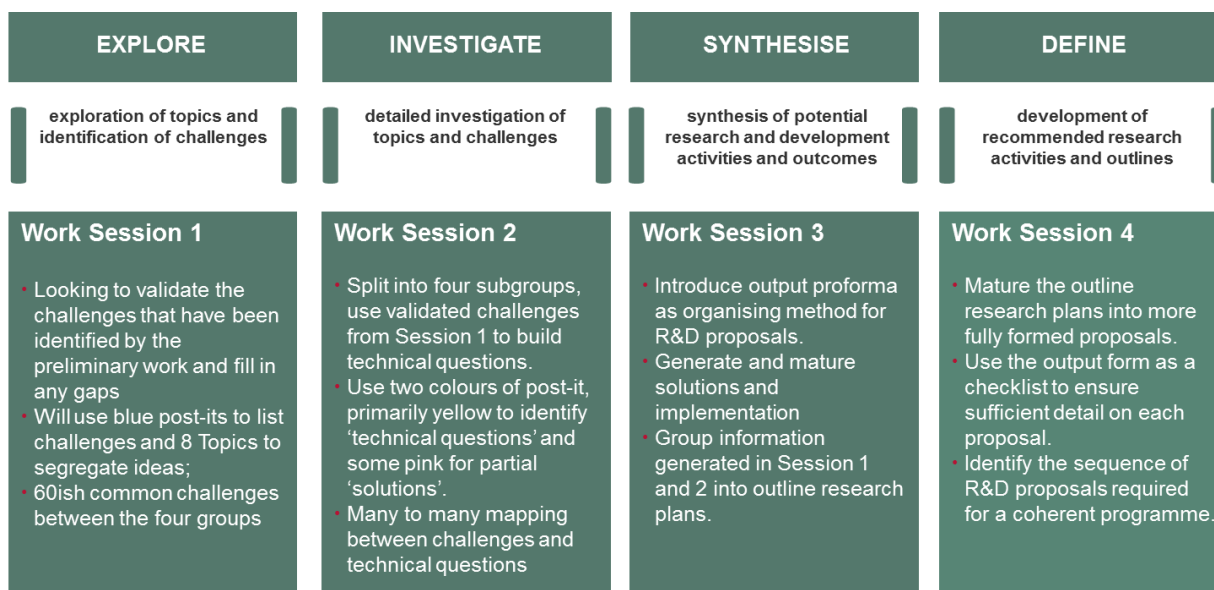 EXPLORE
exploration of topics and
identification of challenges
Work Session 1
• Looking to validate the
challenges that have been
identified by the
preliminary work and fill in
any gaps
• Will use blue post-its to list
challenges and 8 Topics to
segregate ideas;
• 60ish common challenges
between the four groups
INVESTIGATE
detailed investigation of
topics and challenges
Work Session 2
• Split into four subgroups,
use validated challenges
from Session 1 to build
technical questions.
• Use two colours of post-it,
primarily yellow to identify
‘technical questions’ and
some pink for partial
‘solutions’.
• Many to many mapping
between challenges and
technical questions
SYNTHESISE
synthesis of potential
research and development
activities and outcomes
Work Session 3
• Introduce output proforma
as organising method for
R&D proposals.
• Generate and mature
solutions and
implementation
• Group information
generated in Session 1
and 2 into outline research
plans.
DEFINE
development of
recommended research
activities and outlines
Work Session 4
• Mature the outline
research plans into more
fully formed proposals.
• Use the output form as a
checklist to ensure
sufficient detail on each
proposal.
• Identify the sequence of
R&D proposals required
for a coherent programme.